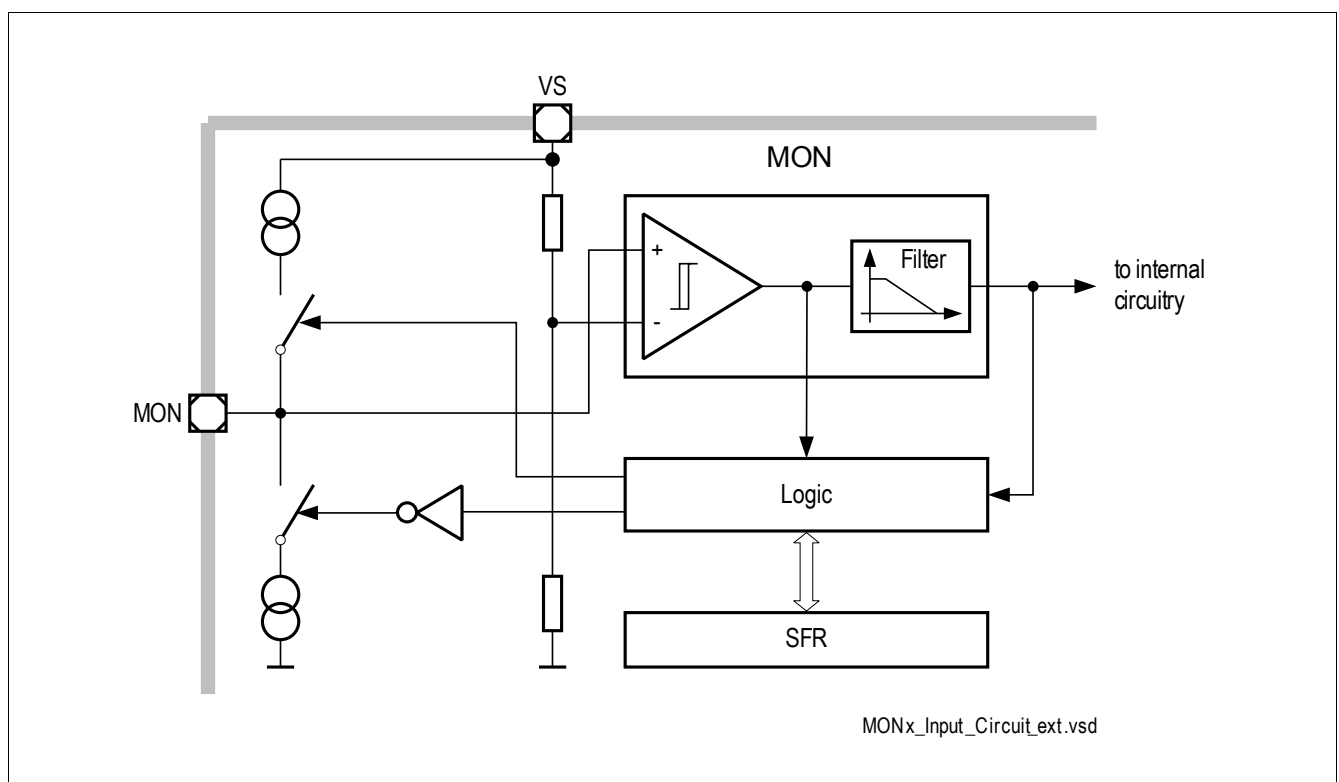 VS
MON
+
Filter
to internal
circuitry
-
MON
Logic
SFR
MONx_Input_Circuit_ext.vsd